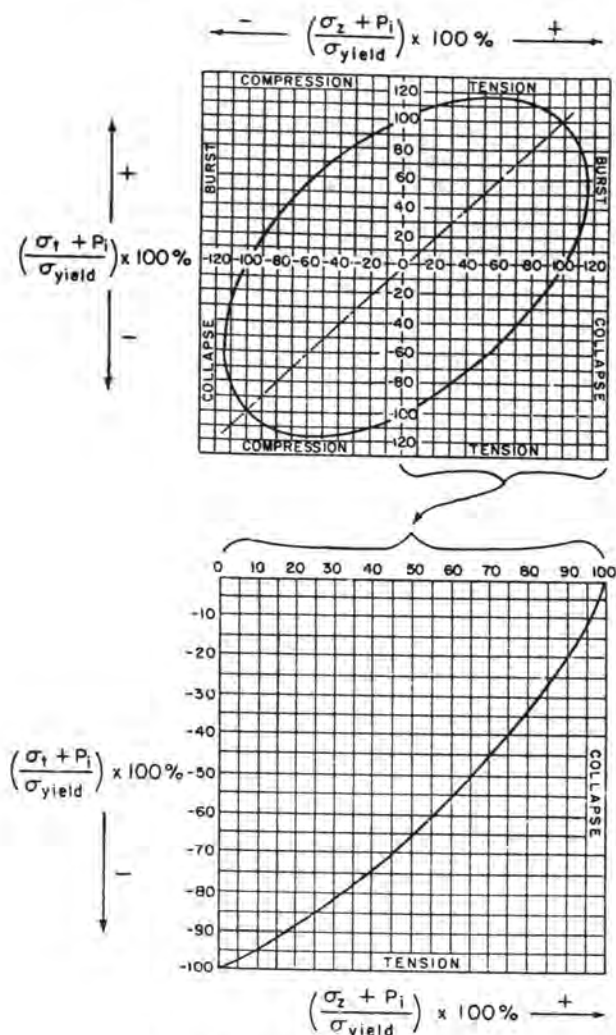 − (σz + Pi / σyield) × 100 % +
COMPRESSION TENSION
120
100
80
60
40
20
BURST BURST
+
(σt + Pi / σyield) × 100%
−
-120 -100 -80 -60 -40 -20 0 20 40 60 80 100 120
-20
-40
-60
-80
-100
-120
COLLAPSE COLLAPSE
COMPRESSION TENSION
0 10 20 30 40 50 60 70 80 90 100
-10
-20
-30
-40
-50
-60
-70
-80
-90
-100
(σt + Pi / σyield) × 100%
−
COLLAPSE
TENSION
(σz + Pi / σyield) × 100% +